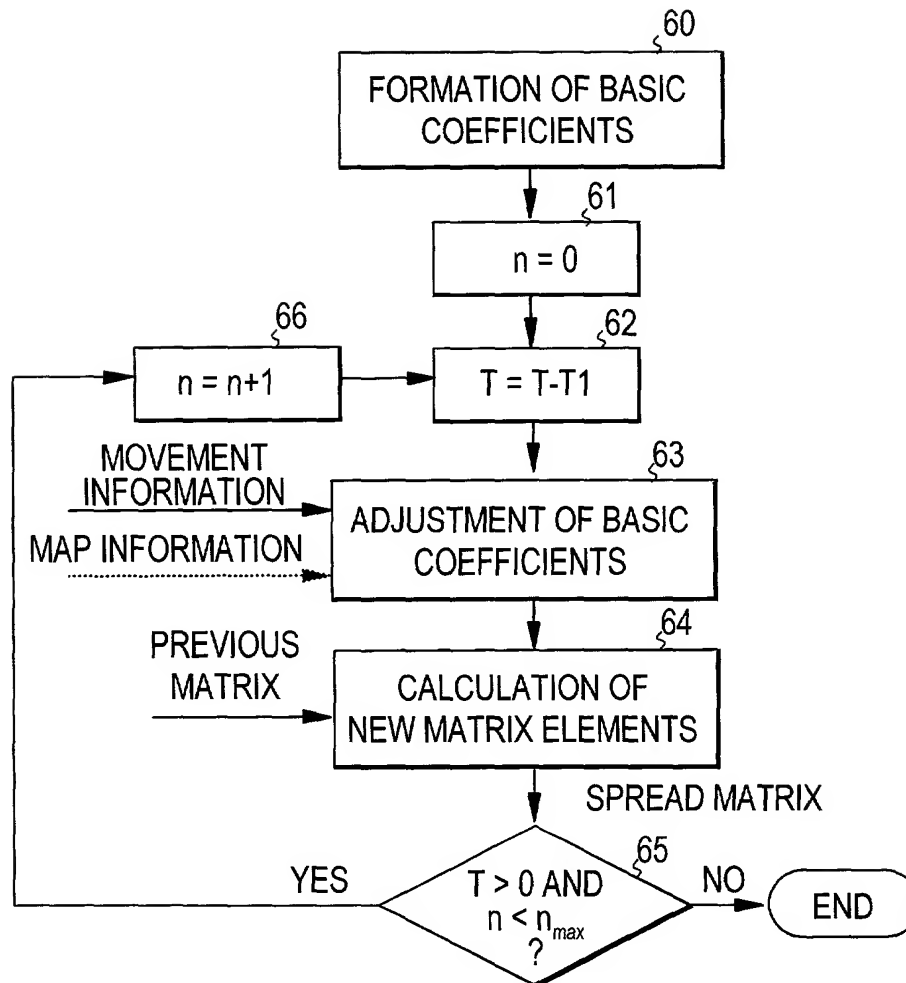 60
FORMATION OF BASIC
COEFFICIENTS
61
n = 0
66
n = n+1
62
T = T-T1
MOVEMENT
INFORMATION
MAP INFORMATION
63
ADJUSTMENT OF BASIC
COEFFICIENTS
PREVIOUS
MATRIX
64
CALCULATION OF
NEW MATRIX ELEMENTS
SPREAD MATRIX
65
YES
T > 0 AND
n < nmax
?
NO
END